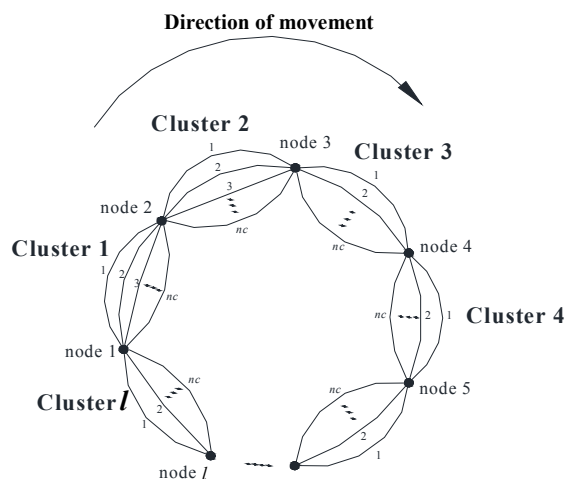 Direction of movement
Cluster 2
node 3
Cluster 3
1
1
2
2
3
node 2
nc
nc
node 4
Cluster 1
1
2
3
nc
nc
2
1
Cluster 4
node 1
node 5
nc
nc
Cluster l
2
1
2
1
node l